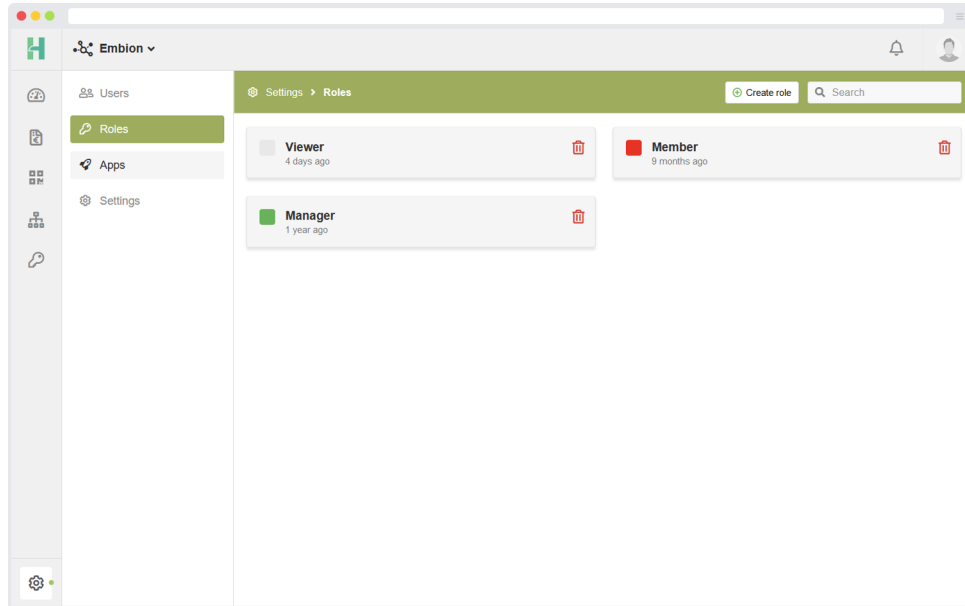 Embion
Users
Roles
Apps
Settings
Settings > Roles
Create role
Search
Viewer
4 days ago
Member
9 months ago
Manager
1 year ago